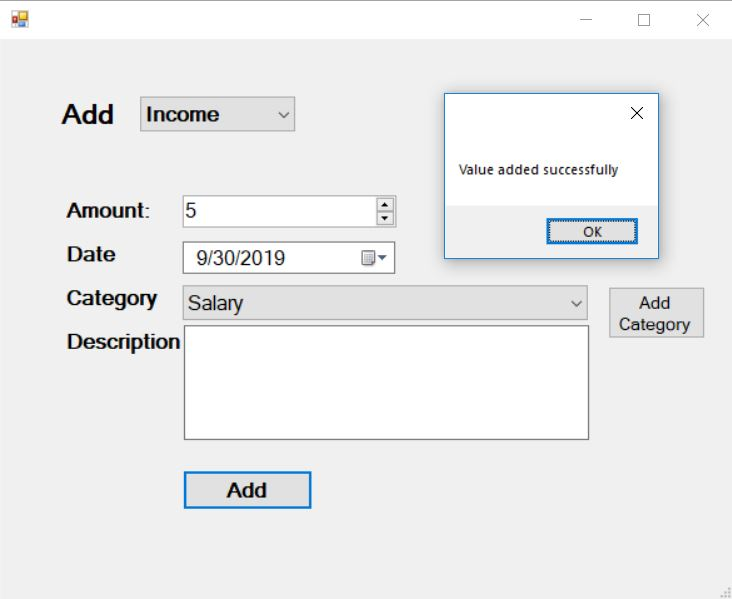 Add
Income
Value added successfully
OK
Amount:
5
Date
9/30/2019
Category
Salary
Add
Category
Description
Add